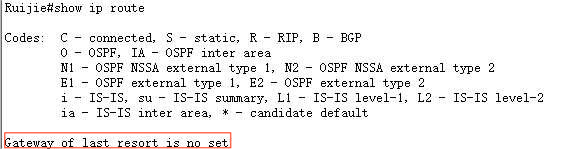 Ruijie#show ip route
Codes: C - connected, S - static, R - RIP, B - BGP
O - OSPF, IA - OSPF inter area
N1 - OSPF NSSA external type 1, N2 - OSPF NSSA external type 2
E1 - OSPF external type 1, E2 - OSPF external type 2
i - IS-IS, su - IS-IS summary, L1 - IS-IS level-1, L2 - IS-IS level-2
ia - IS-IS inter area, * - candidate default
Gateway of last resort is no set